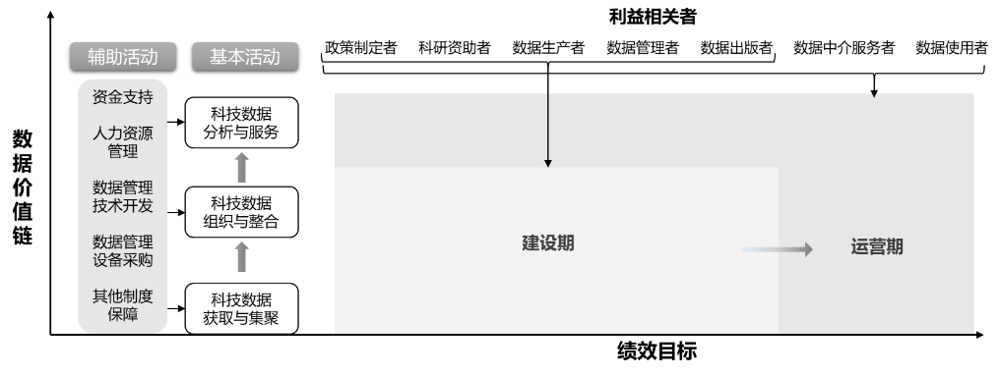 利益相关者
政策制定者 科研资助者 数据生产者 数据管理者 数据出版者 数据中介服务者 数据使用者
辅助活动
基本活动
资金支持
人力资源
管理
数据管理
技术开发
数据管理
设备采购
其他制度
保障
科技数据
分析与服务
科技数据
组织与整合
科技数据
获取与集聚
数据价值链
建设期
运营期
绩效目标